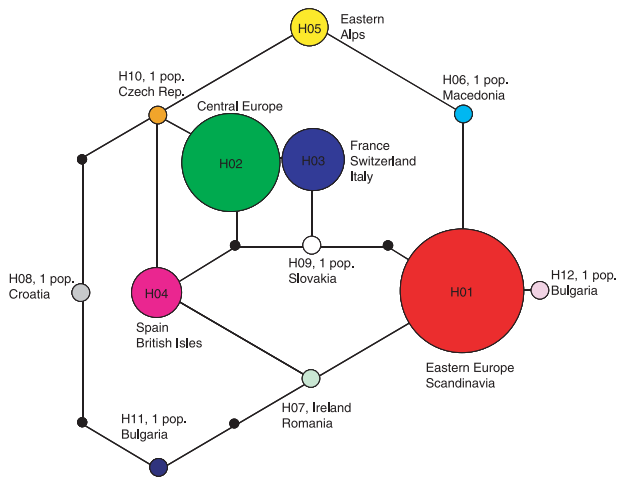 H05
Eastern
Alps
H10, 1 pop.
Czech Rep.
H06, 1 pop.
Macedonia
Central Europe
H02
H03
France
Switzerland
Italy
H09, 1 pop.
Slovakia
H08, 1 pop.
Croatia
H04
Spain
British Isles
H01
H12, 1 pop.
Bulgaria
Eastern Europe
Scandinavia
H07, Ireland
Romania
H11, 1 pop.
Bulgaria